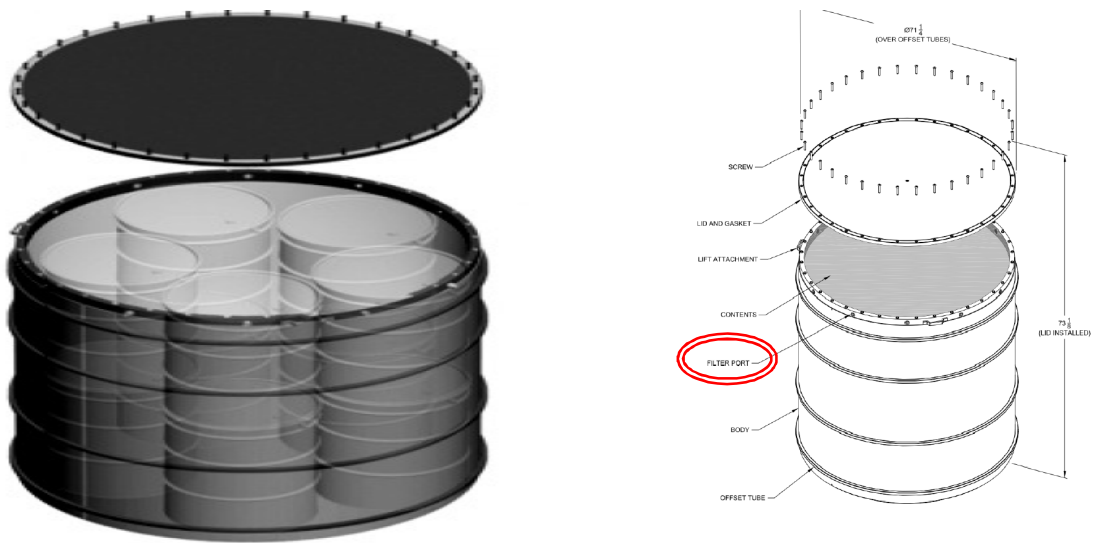 Ø71 1/4
(OVER OFFSET TUBES)
SCREW
LID AND GASKET
LIFT ATTACHMENT
CONTENTS
73 1/8
(LID INSTALLED)
FILTER PORT
BODY
OFFSET TUBE